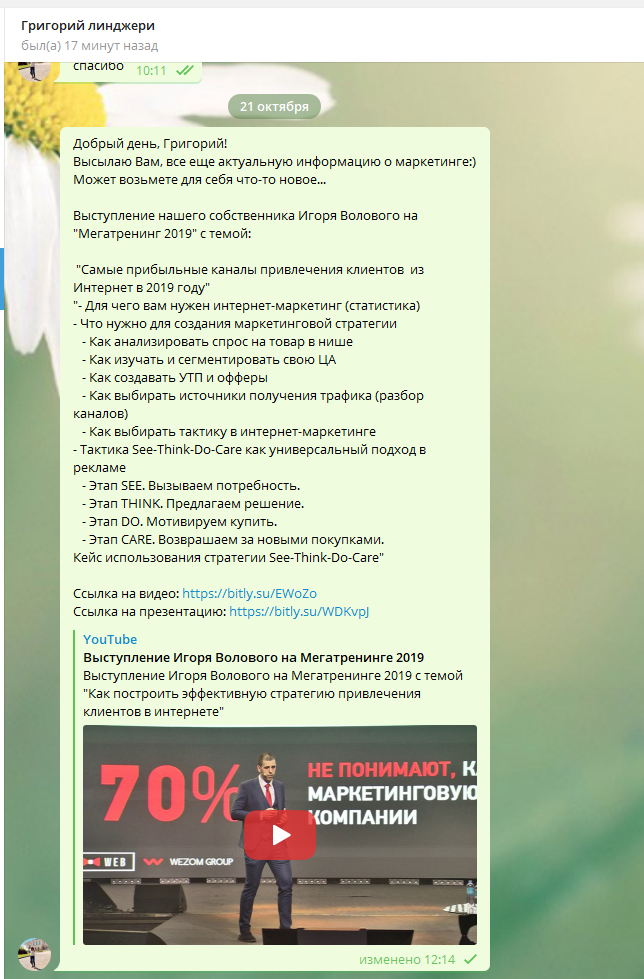 Григорий линджери
был(а) 17 минут назад
спасибо 10:11
21 октября
Добрый день, Григорий!
Высылаю Вам, все еще актуальную информацию о маркетинге:)
Может возьмете для себя что-то новое...
Выступление нашего собственника Игоря Волового на
"Мегатренинг 2019" с темой:
"Самые прибыльные каналы привлечения клиентов из
Интернет в 2019 году"
"- Для чего вам нужен интернет-маркетинг (статистика)
- Что нужно для создания маркетинговой стратегии
- Как анализировать спрос на товар в нише
- Как изучать и сегментировать свою ЦА
- Как создавать УТП и офферы
- Как выбирать источники получения трафика (разбор
каналов)
- Как выбирать тактику в интернет-маркетинге
- Тактика See-Think-Do-Care как универсальный подход в
рекламе
- Этап SEE. Вызываем потребность.
- Этап THINK. Предлагаем решение.
- Этап DO. Мотивируем купить.
- Этап CARE. Возврашаем за новыми покупками.
Кейс использования стратегии See-Think-Do-Care"
Ссылка на видео: https://bitly.su/EWoZo
Ссылка на презентацию: https://bitly.su/WDKvpJ
YouTube
Выступление Игоря Волового на Мегатренинге 2019
Выступление Игоря Волового на Мегатренинге 2019 с темой
"Как построить эффективную стратегию привлечения
клиентов в интернете"
70%
НЕ ПОНИМАЮТ, К
МАРКЕТИНГОВУЮ
КОМПАНИИ
WEB WEZOM GROUP
изменено 12:14